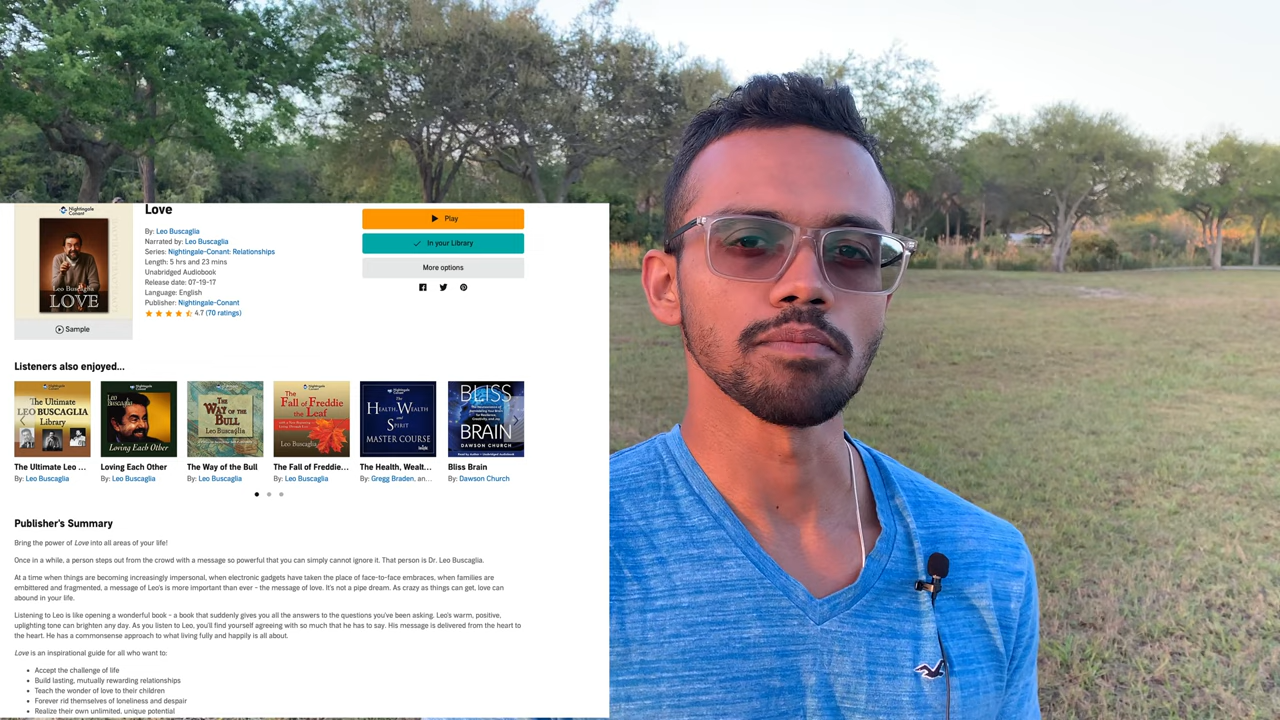 Nightingale
Conant
Leo Buscaglia
LOVE
Sample
Love
By: Leo Buscaglia
Narrated by: Leo Buscaglia
Series: Nightingale-Conant: Relationships
Length: 5 hrs and 23 mins
Unabridged Audiobook
Release date: 07-19-17
Language: English
Publisher: Nightingale-Conant
4.7 (70 ratings)
Play
In your Library
More options
Listeners also enjoyed...
The Ultimate
LEO BUSCAGLIA
Library
Leo
Buscaglia
Loving Each Other
THE
WAY OF THE
BULL
Leo Buscaglia
The
Fall of Freddie
the Leaf
Leo Buscaglia
The
HEALTH, WEALTH
and
SPIRIT
MASTER COURSE
BLISS
BRAIN
DAWSON CHURCH
The Ultimate Leo ...
By: Leo Buscaglia
Loving Each Other
By: Leo Buscaglia
The Way of the Bull
By: Leo Buscaglia
The Fall of Freddie...
By: Leo Buscaglia
The Health, Wealt...
By: Gregg Braden, an...
Bliss Brain
By: Dawson Church
Publisher's Summary
Bring the power of Love into all areas of your life!
Once in a while, a person steps out from the crowd with a message so powerful that you can simply cannot ignore it. That person is Dr. Leo Buscaglia.
At a time when things are becoming increasingly impersonal, when electronic gadgets have taken the place of face-to-face embraces, when families are
embittered and fragmented, a message of Leo's is more important than ever - the message of love. It's not a pipe dream. As crazy as things can get, love can
abound in your life.
Listening to Leo is like opening a wonderful book - a book that suddenly gives you all the answers to the questions you've been asking. Leo's warm, positive,
uplighting tone can brighten any day. As you listen to Leo, you'll find yourself agreeing with so much that he has to say. His message is delivered from the heart to
the heart. He has a commonsense approach to what living fully and happily is all about.
Love is an inspirational guide for all who want to:
• Accept the challenge of life
• Build lasting, mutually rewarding relationships
• Teach the wonder of love to their children
• Forever rid themselves of loneliness and despair
• Realize their own unlimited, unique potential